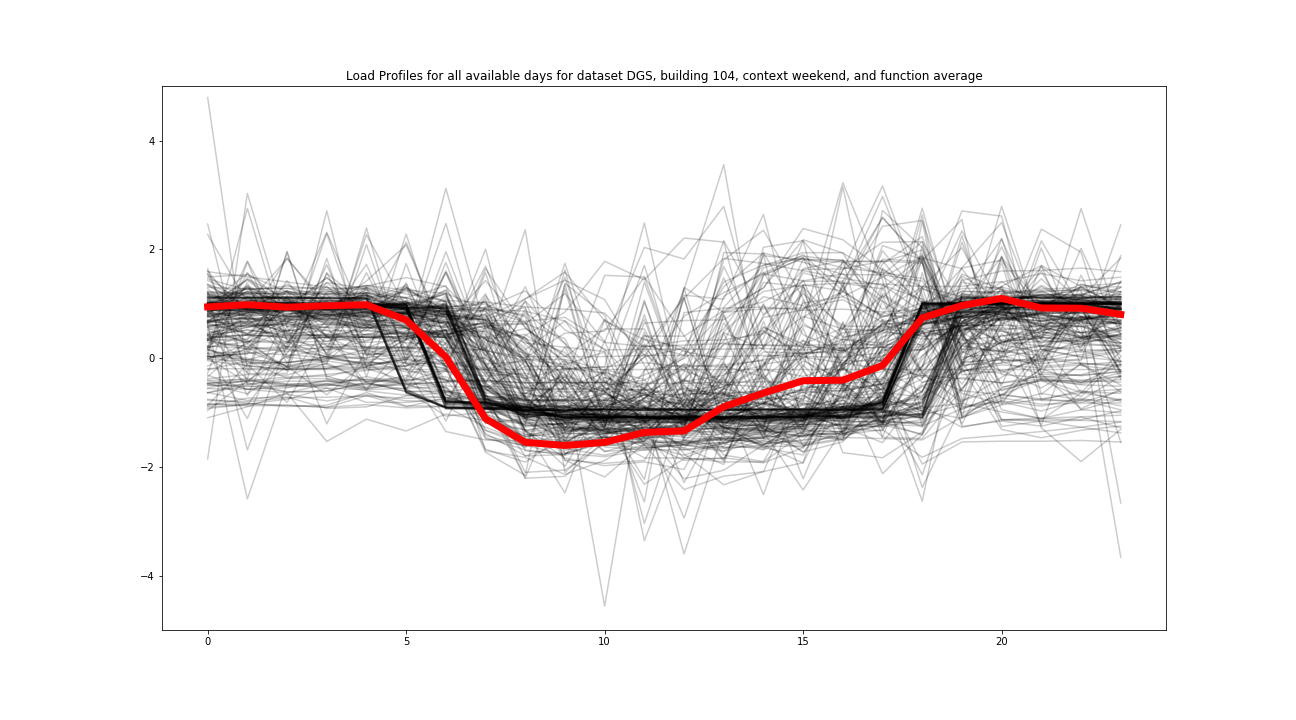 Load Profiles for all available days for dataset DGS, building 104, context weekend, and function average
4
2
0
−2
−4
0 5 10 15 20